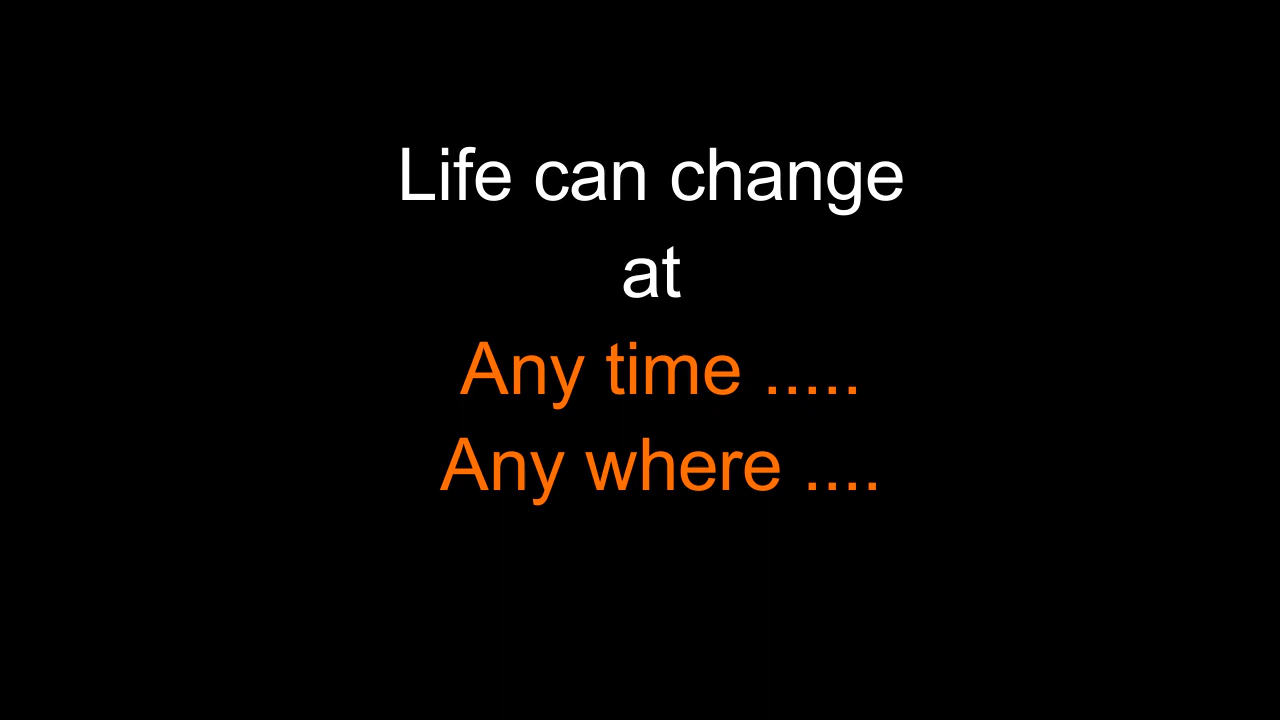 Life can change
at
Any time .....
Any where ....